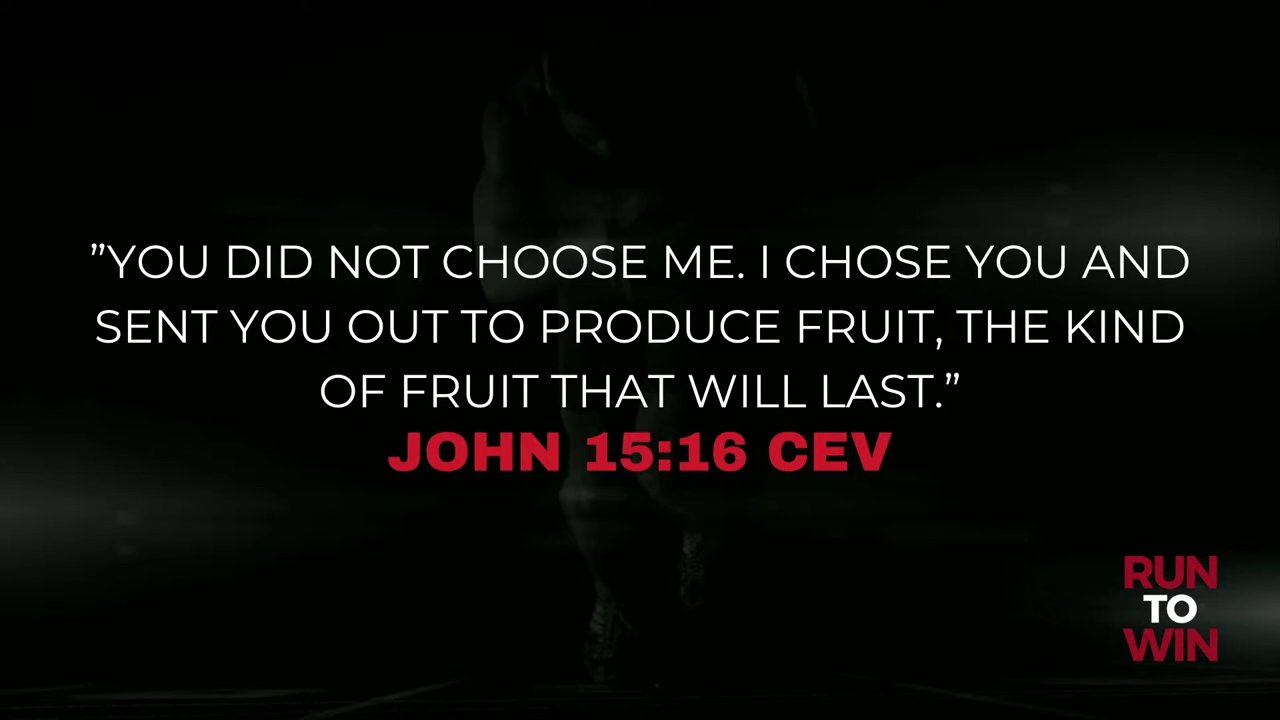 ”YOU DID NOT CHOOSE ME. I CHOSE YOU AND
SENT YOU OUT TO PRODUCE FRUIT, THE KIND
OF FRUIT THAT WILL LAST.”
JOHN 15:16 CEV
RUN
TO
WIN